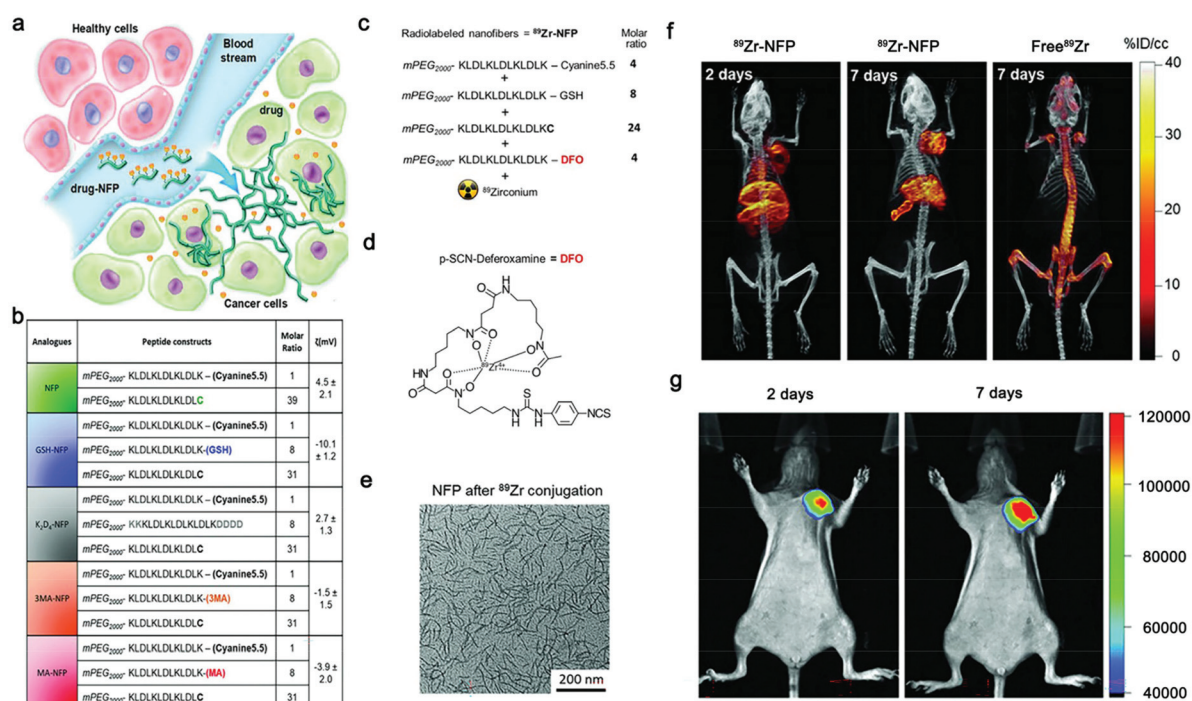 a
Healthy cells
Blood
stream
drug
drug-NFP
Cancer cells
b
Analogues
Peptide constructs
Molar
Ratio
ζ(mV)
NFP
mPEG2000- KLDLKLDLKLDLK – (Cyanine5.5)
1
4.5 ±
2.1
mPEG2000- KLDLKLDLKLDLC
39
GSH-NFP
mPEG2000- KLDLKLDLKLDLK – (Cyanine5.5)
1
-10.1
± 1.2
mPEG2000- KLDLKLDLKLDLK-(GSH)
8
mPEG2000- KLDLKLDLKLDLC
31
K2D4-NFP
mPEG2000- KLDLKLDLKLDLK – (Cyanine5.5)
1
2.7 ±
1.3
mPEG2000- KKKLDLKLDLKLDLKDDDD
8
mPEG2000- KLDLKLDLKLDLC
31
3MA-NFP
mPEG2000- KLDLKLDLKLDLK – (Cyanine5.5)
1
-1.5 ±
1.5
mPEG2000- KLDLKLDLKLDLK-(3MA)
8
mPEG2000- KLDLKLDLKLDLC
31
MA-NFP
mPEG2000- KLDLKLDLKLDLK – (Cyanine5.5)
1
-3.9 ±
2.0
mPEG2000- KLDLKLDLKLDLK-(MA)
8
mPEG2000- KLDLKLDLKLDLC
31
c
Radiolabeled nanofibers = 89Zr-NFP
Molar
ratio
mPEG2000- KLDLKLDLKLDLK – Cyanine5.5
4
+
mPEG2000- KLDLKLDLKLDLK – GSH
8
+
mPEG2000- KLDLKLDLKLDLKC
24
+
mPEG2000- KLDLKLDLKLDLK – DFO
4
+
89Zirconium
d
p-SCN-Deferoxamine = DFO
H
N
O
O
N
O
O
N
O
89Zr4+
O
HN
O
O
O
N
S
N
H
N
H
NCS
e
NFP after 89Zr conjugation
200 nm
f
89Zr-NFP
89Zr-NFP
Free89Zr
%ID/cc
2 days
7 days
7 days
40
30
20
10
0
g
2 days
7 days
120000
100000
80000
60000
40000